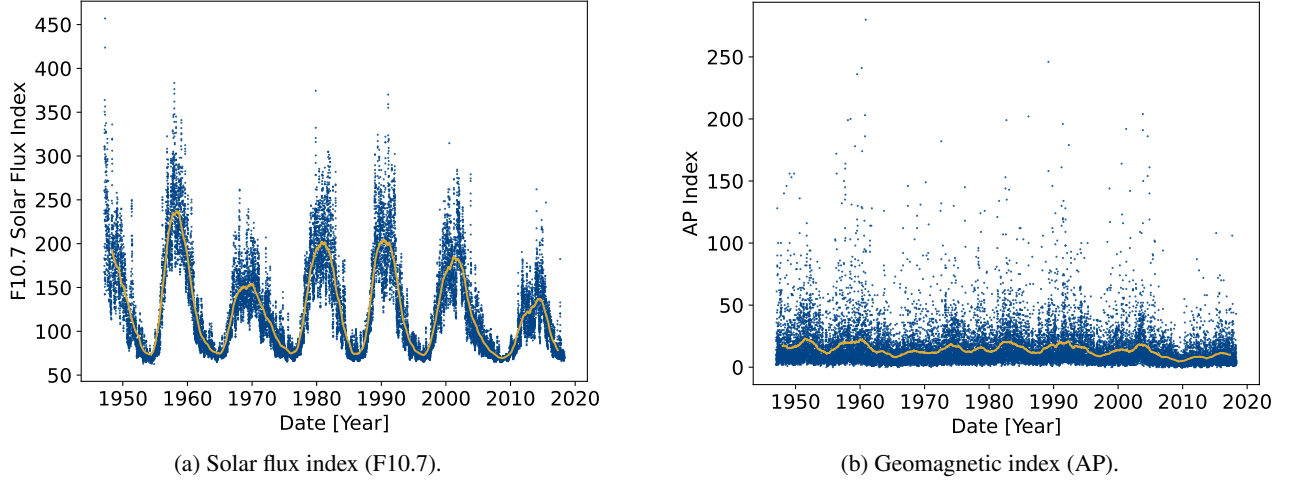 450
400
350
300
250
200
150
100
50
F10.7 Solar Flux Index
1950 1960 1970 1980 1990 2000 2010 2020
Date [Year]
(a) Solar flux index (F10.7).
250
200
150
100
50
0
AP Index
1950 1960 1970 1980 1990 2000 2010 2020
Date [Year]
(b) Geomagnetic index (AP).